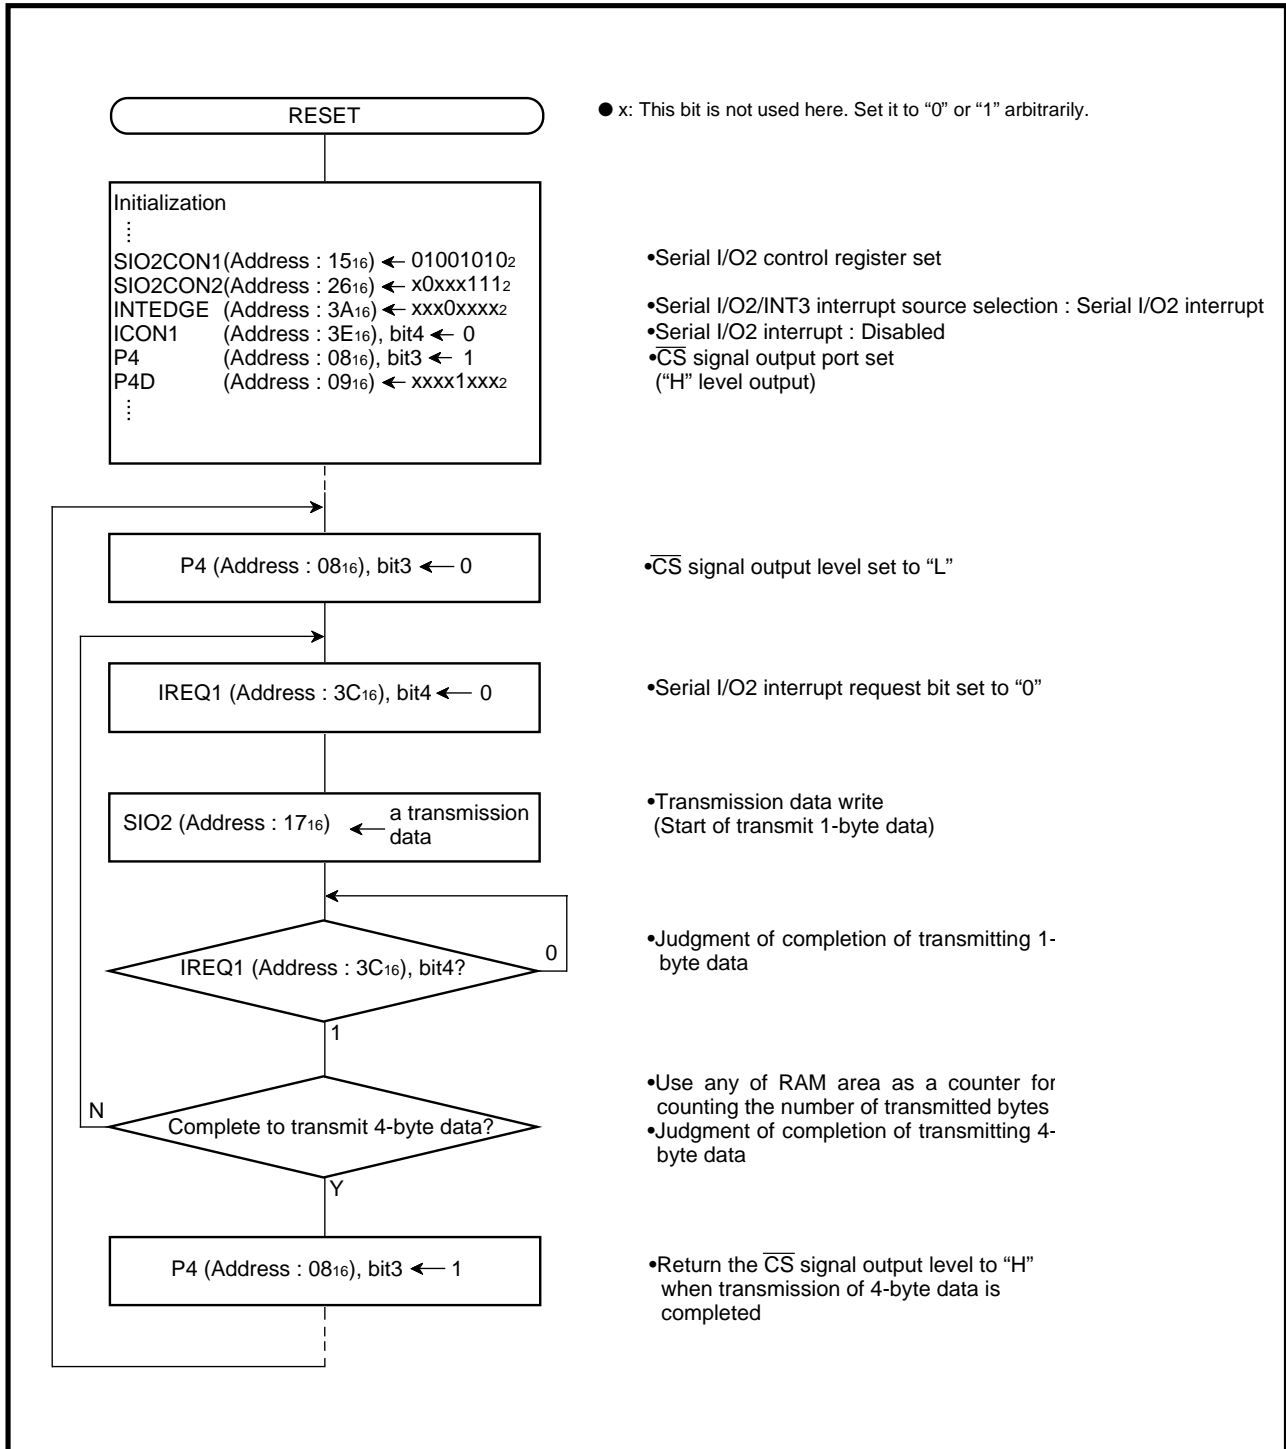 RESET
● x: This bit is not used here. Set it to “0” or “1” arbitrarily.
Initialization
SIO2CON1(Address : 15₁₆) ← 01001010₂
•Serial I/O2 control register set
SIO2CON2(Address : 26₁₆) ← x0xxx111₂
INTEDGE (Address : 3A₁₆) ← xxx0xxxx₂
•Serial I/O2/INT3 interrupt source selection : Serial I/O2 interrupt
ICON1 (Address : 3E₁₆), bit4 ← 0
•Serial I/O2 interrupt : Disabled
P4 (Address : 08₁₆), bit3 ← 1
•C̅S̅ signal output port set
P4D (Address : 09₁₆) ← xxxx1xxx₂
(“H” level output)
P4 (Address : 08₁₆), bit3 ← 0
•C̅S̅ signal output level set to “L”
IREQ1 (Address : 3C₁₆), bit4 ← 0
•Serial I/O2 interrupt request bit set to “0”
SIO2 (Address : 17₁₆) ← a transmission
data
•Transmission data write
(Start of transmit 1-byte data)
IREQ1 (Address : 3C₁₆), bit4?
0
1
•Judgment of completion of transmitting 1-
byte data
Complete to transmit 4-byte data?
N
Y
•Use any of RAM area as a counter for
counting the number of transmitted bytes
•Judgment of completion of transmitting 4-
byte data
P4 (Address : 08₁₆), bit3 ← 1
•Return the C̅S̅ signal output level to “H”
when transmission of 4-byte data is
completed